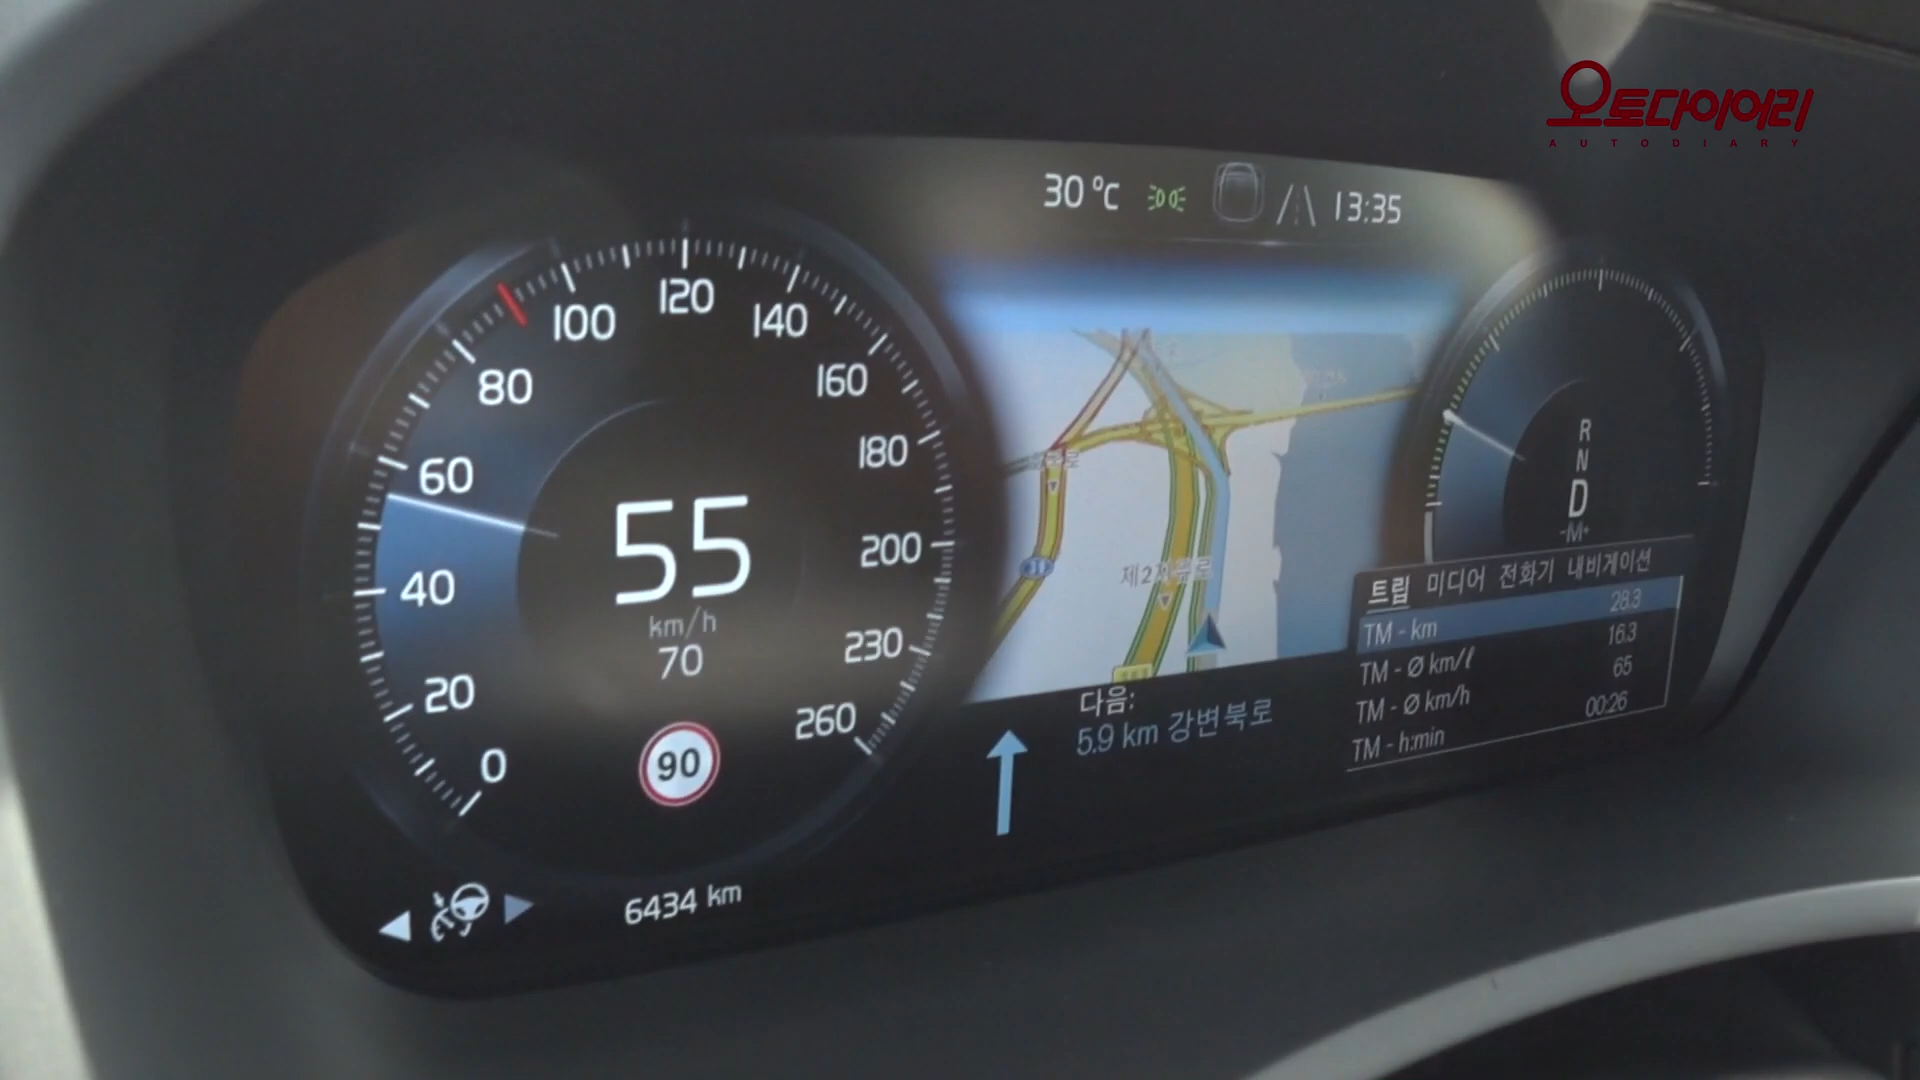 오토다이어리
AUTODIARY
30 °C
13:35
0
20
40
60
80
100
120
140
160
180
200
230
260
55
km/h
70
90
6434 km
다음:
5.9 km 강변북로
R
N
D
-M+
트립 미디어 전화기 내비게이션
TM - km 28.3
TM - Ø km/ℓ 16.3
TM - Ø km/h 65
TM - h:min 00:26